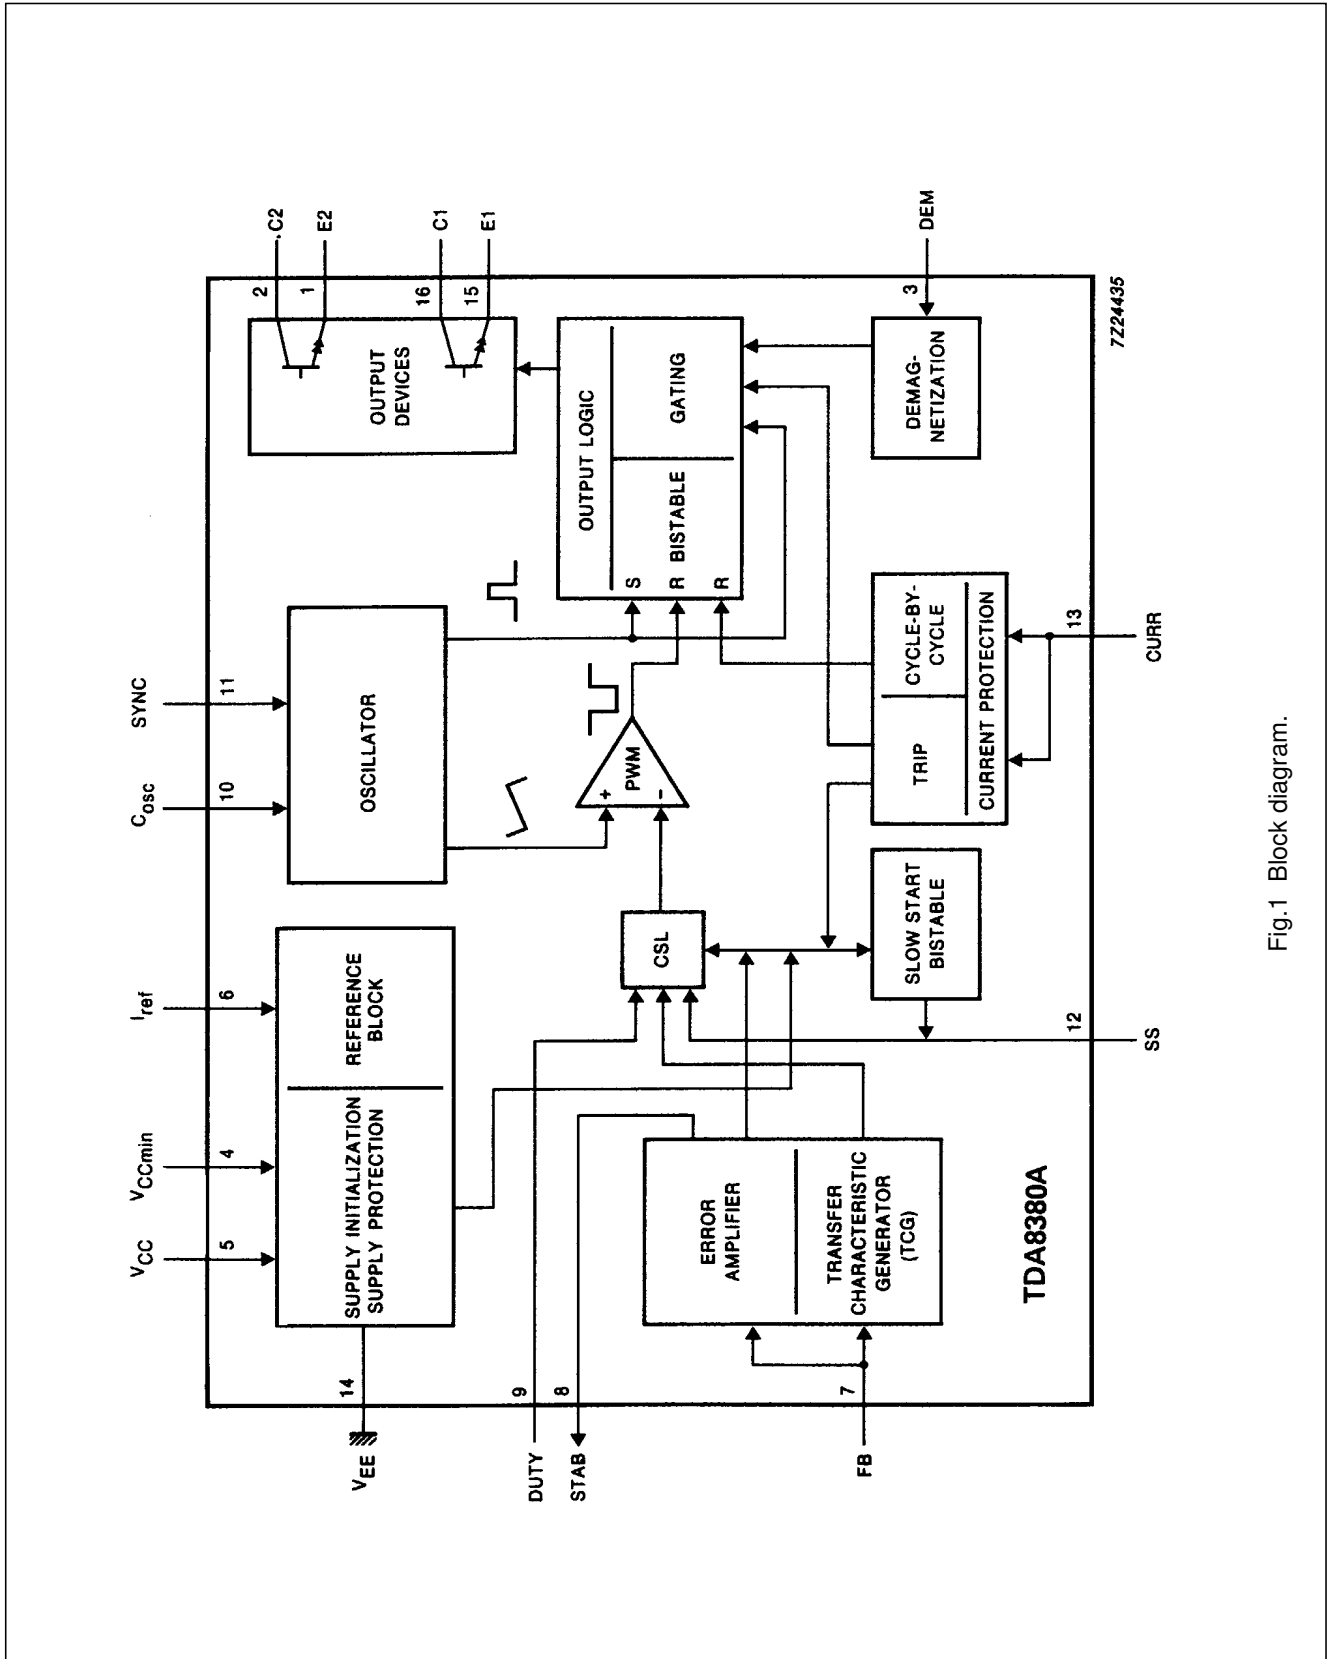 VCC
VCCmin
Iref
Cosc
SYNC
5
4
6
10
11
VEE
14
SUPPLY INITIALIZATION
SUPPLY PROTECTION
REFERENCE
BLOCK
OSCILLATOR
OUTPUT
DEVICES
2
.C2
1
E2
16
C1
15
E1
DUTY
9
STAB
8
CSL
+
-
PWM
OUTPUT LOGIC
S
R
BISTABLE
R
GATING
ERROR
AMPLIFIER
TRANSFER
CHARACTERISTIC
GENERATOR
(TCG)
FB
7
SLOW START
BISTABLE
TRIP
CYCLE-BY-
CYCLE
CURRENT PROTECTION
DEMAG-
NETIZATION
3
DEM
TDA8380A
12
SS
13
CURR
7Z24435
Fig.1 Block diagram.